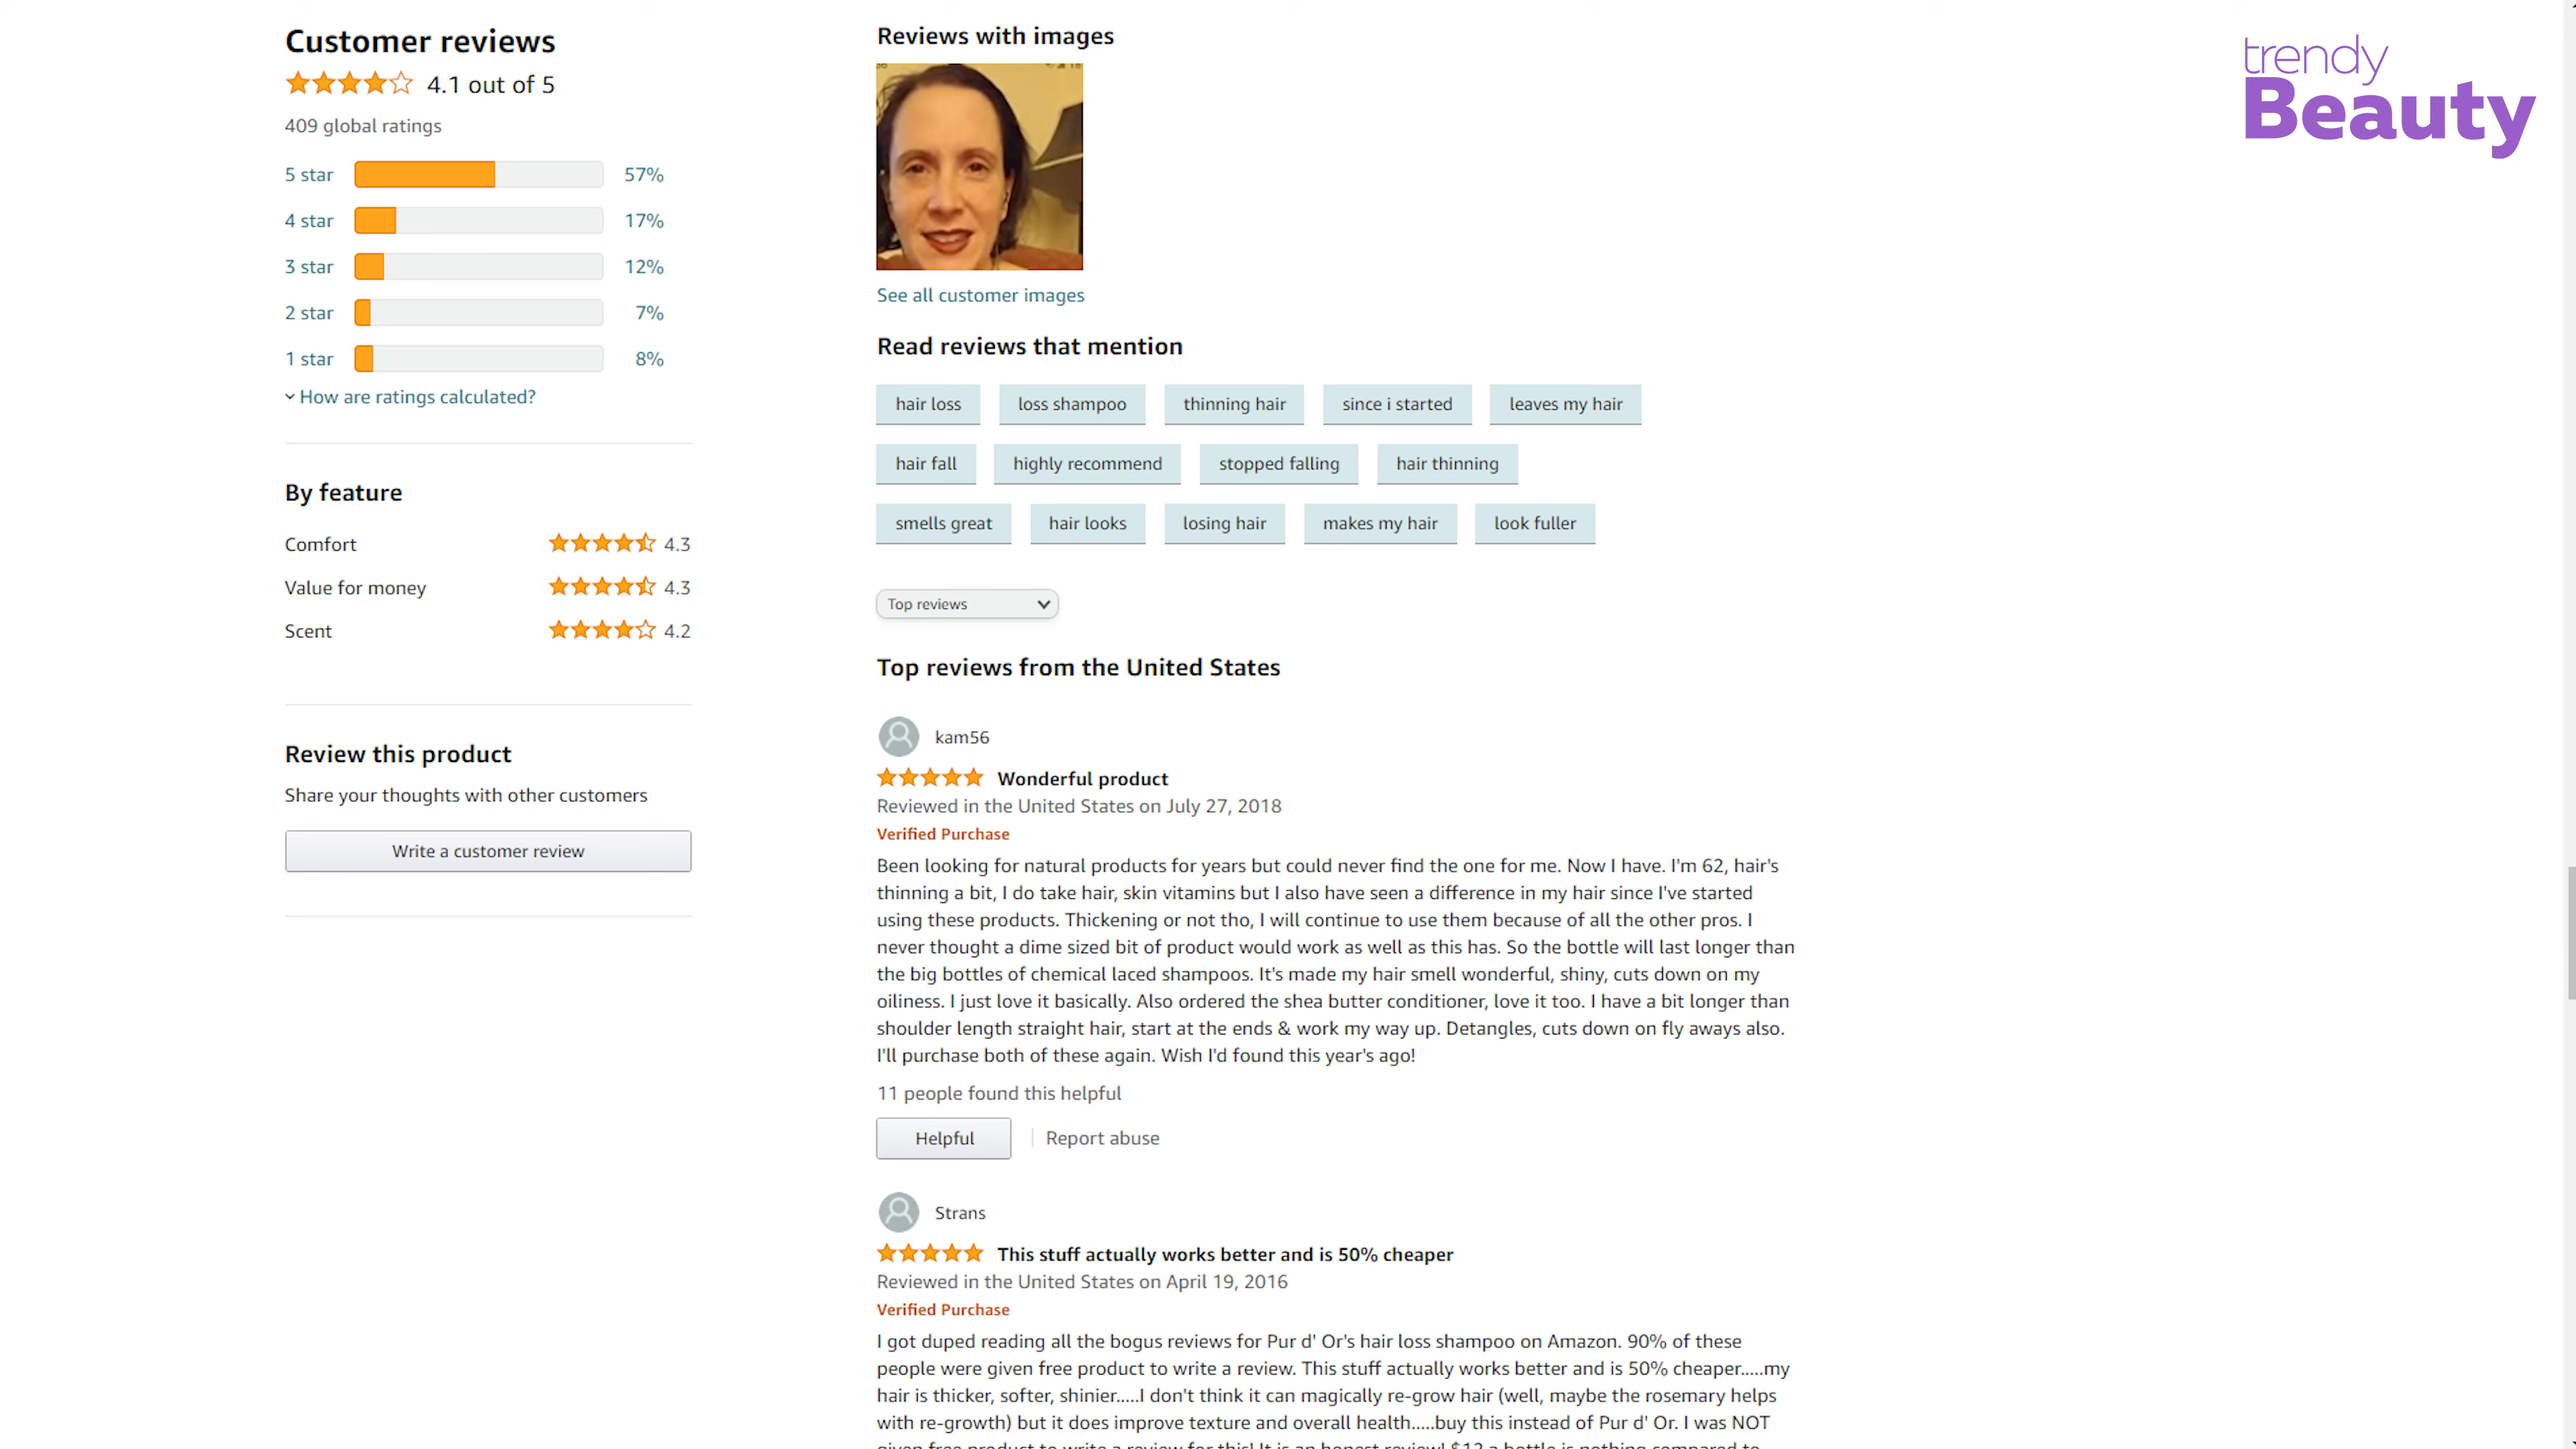 Customer reviews
4.1 out of 5
409 global ratings
5 star 57%
4 star 17%
3 star 12%
2 star 7%
1 star 8%
How are ratings calculated?
By feature
Comfort 4.3
Value for money 4.3
Scent 4.2
Review this product
Share your thoughts with other customers
Write a customer review
Reviews with images
See all customer images
Read reviews that mention
hair loss loss shampoo thinning hair since i started leaves my hair
hair fall highly recommend stopped falling hair thinning
smells great hair looks losing hair makes my hair look fuller
Top reviews
Top reviews from the United States
kam56
Wonderful product
Reviewed in the United States on July 27, 2018
Verified Purchase
Been looking for natural products for years but could never find the one for me. Now I have. I'm 62, hair's
thinning a bit, I do take hair, skin vitamins but I also have seen a difference in my hair since I've started
using these products. Thickening or not tho, I will continue to use them because of all the other pros. I
never thought a dime sized bit of product would work as well as this has. So the bottle will last longer than
the big bottles of chemical laced shampoos. It's made my hair smell wonderful, shiny, cuts down on my
oiliness. I just love it basically. Also ordered the shea butter conditioner, love it too. I have a bit longer than
shoulder length straight hair, start at the ends & work my way up. Detangles, cuts down on fly aways also.
I'll purchase both of these again. Wish I'd found this year's ago!
11 people found this helpful
Helpful Report abuse
Strans
This stuff actually works better and is 50% cheaper
Reviewed in the United States on April 19, 2016
Verified Purchase
I got duped reading all the bogus reviews for Pur d' Or's hair loss shampoo on Amazon. 90% of these
people were given free product to write a review. This stuff actually works better and is 50% cheaper.....my
hair is thicker, softer, shinier.....I don't think it can magically re-grow hair (well, maybe the rosemary helps
with re-growth) but it does improve texture and overall health.....buy this instead of Pur d' Or. I was NOT
given free product to write a review for this! It is an honest review! $12 a bottle is nothing compared to
trendy
Beauty